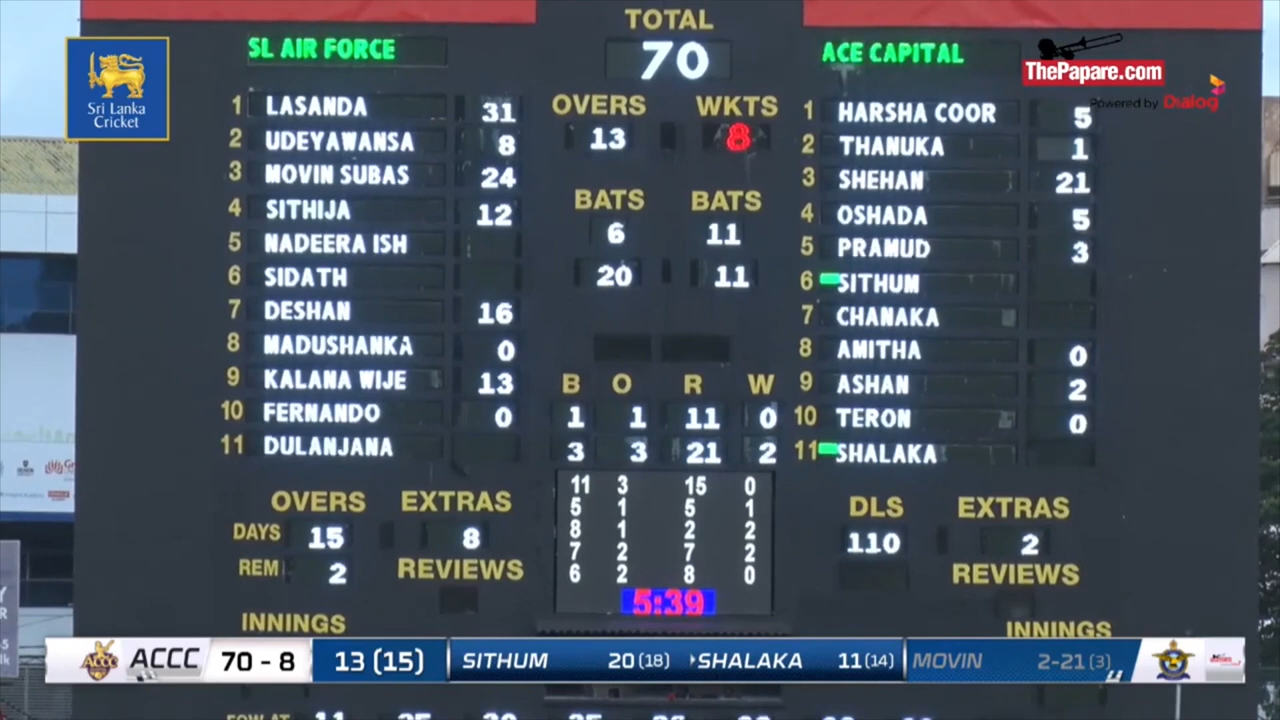 TOTAL
SL AIR FORCE 70 ACE CAPITAL
ThePapare.com
Powered by Dialog
Sri Lanka
Cricket
1 LASANDA 31 OVERS WKTS 1 HARSHA COOR 5
2 UDEYAWANSA 8 13 8 2 THANUKA 1
3 MOVIN SUBAS 24 3 SHEHAN 21
4 SITHIJA 12 BATS BATS 4 OSHADA 5
5 NADEERA ISH 6 11 5 PRAMUD 3
6 SIDATH 20 11 6 SITHUM
7 DESHAN 16 7 CHANAKA
8 MADUSHANKA 0 8 AMITHA 0
9 KALANA WIJE 13 B O R W 9 ASHAN 2
10 FERNANDO 0 1 1 11 0 10 TERON 0
11 DULANJANA 3 3 21 2 11 SHALAKA
11 3 15 0
OVERS EXTRAS 5 1 5 1 DLS EXTRAS
DAYS 15 8 8 1 2 2 110 2
7 2 7 2
REM 2 REVIEWS 6 2 8 0 REVIEWS
5:39
INNINGS INNINGS
ACCC 70 - 8 13 (15) SITHUM 20 (18) SHALAKA 11 (14) MOVIN 2-21 (3)